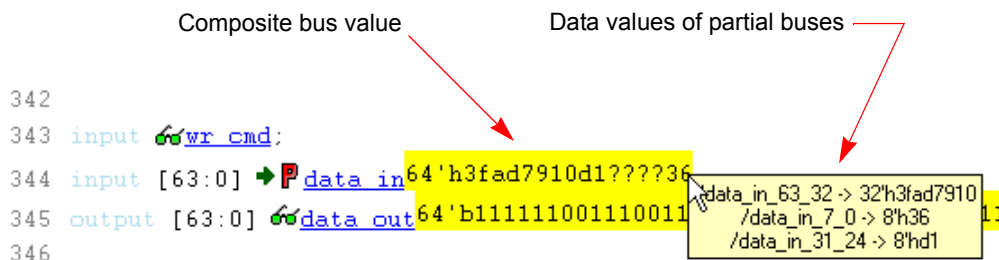 Composite bus value Data values of partial buses
342
343 input wr_cmd;
344 input [63:0] P data_in 64'h3fad7910d1????36
/data_in_63_32 -> 32'h3fad7910
345 output [63:0] data_out 64'b111111001110011
/data_in_7_0 -> 8'h36
/data_in_31_24 -> 8'hd1
346